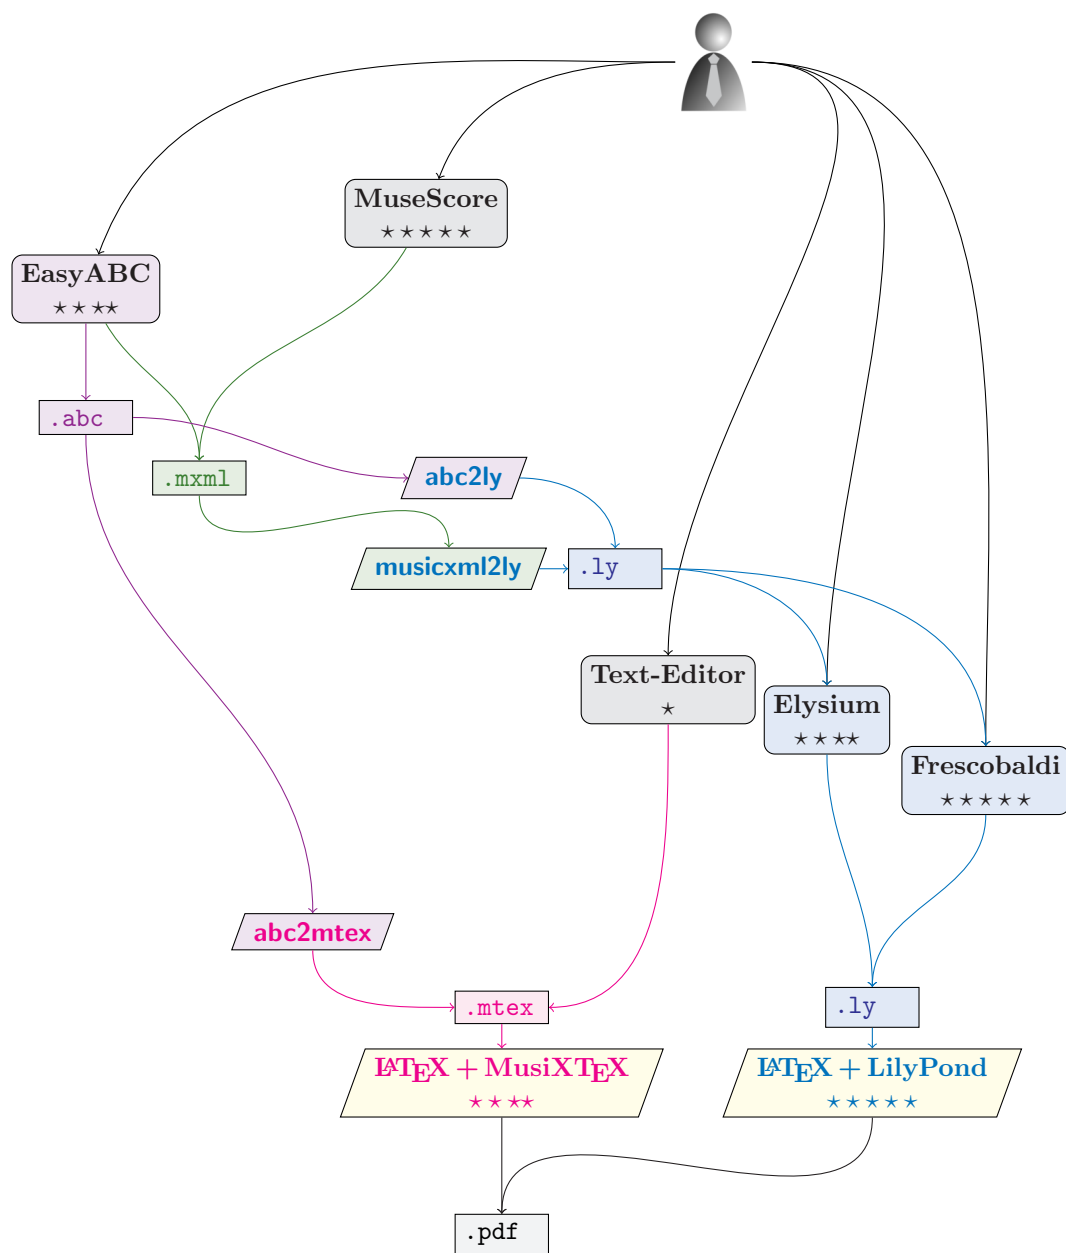 MuseScore
⋆⋆⋆⋆⋆
EasyABC
⋆⋆⋆⋆
.abc
.mxml
abc2ly
musicxml2ly
.ly
Text-Editor
⋆
Elysium
⋆⋆⋆⋆
Frescobaldi
⋆⋆⋆⋆⋆
abc2mtex
.mtex
.ly
LATEX + MusiXTEX
⋆⋆⋆⋆
LATEX + LilyPond
⋆⋆⋆⋆⋆
.pdf